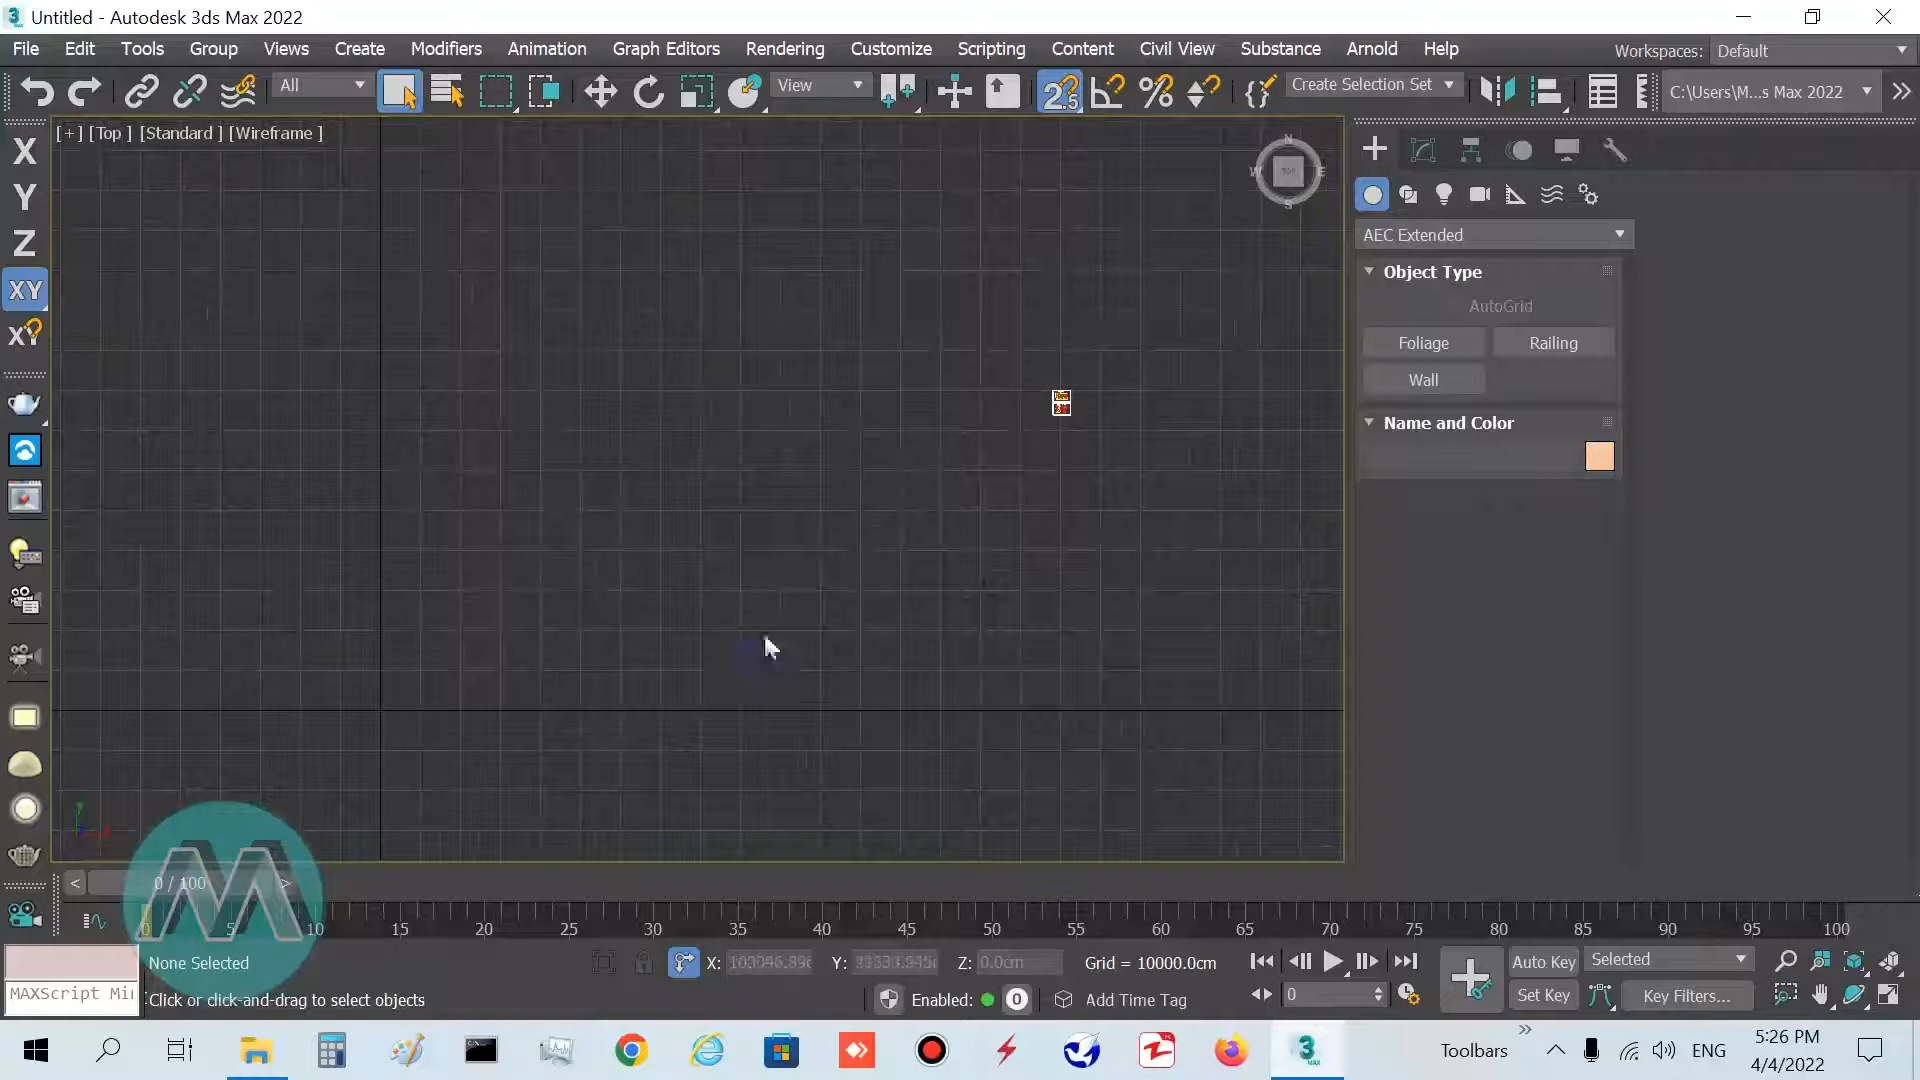 Untitled - Autodesk 3ds Max 2022
File Edit Tools Group Views Create Modifiers Animation Graph Editors Rendering Customize Scripting Content Civil View Substance Arnold Help
Workspaces: Default
All
View
2.5
Create Selection Set
C:\Users\M...s Max 2022
[+] [Top ] [Standard ] [Wireframe ]
N
W TOP E
S
X
Y
Z
XY
XY
AEC Extended
Object Type
AutoGrid
Foliage Railing
Wall
Name and Color
< 0 / 100 >
0 5 10 15 20 25 30 35 40 45 50 55 60 65 70 75 80 85 90 95 100
None Selected
X: Y: Z: 0.0cm
Grid = 10000.0cm
Auto Key Selected
MAXScript Mi
Click or click-and-drag to select objects
Enabled: 0
Add Time Tag
0
Set Key Key Filters...
Toolbars
ENG
5:26 PM
4/4/2022